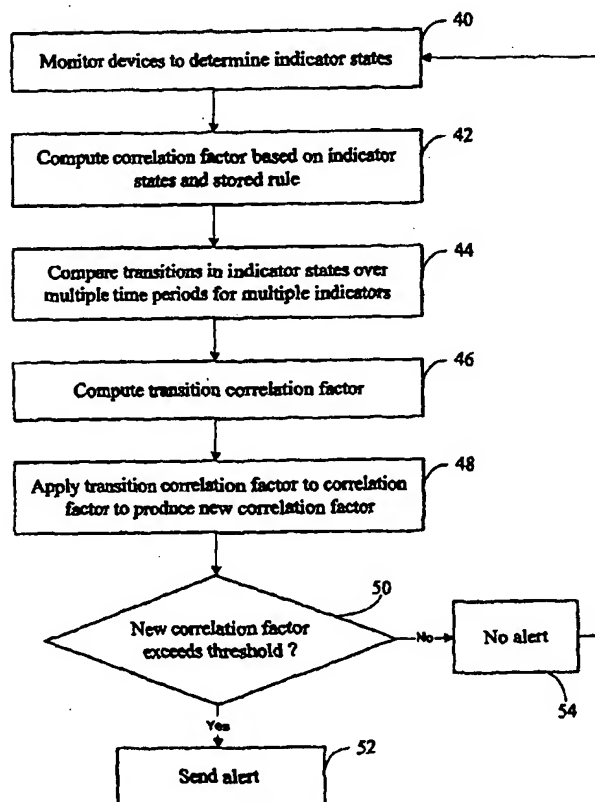 40
Monitor devices to determine indicator states
42
Compute correlation factor based on indicator
states and stored rule
44
Compare transitions in indicator states over
multiple time periods for multiple indicators
46
Compute transition correlation factor
48
Apply transition correlation factor to correlation
factor to produce new correlation factor
50
New correlation factor
exceeds threshold ?
No
No alert
54
Yes
52
Send alert